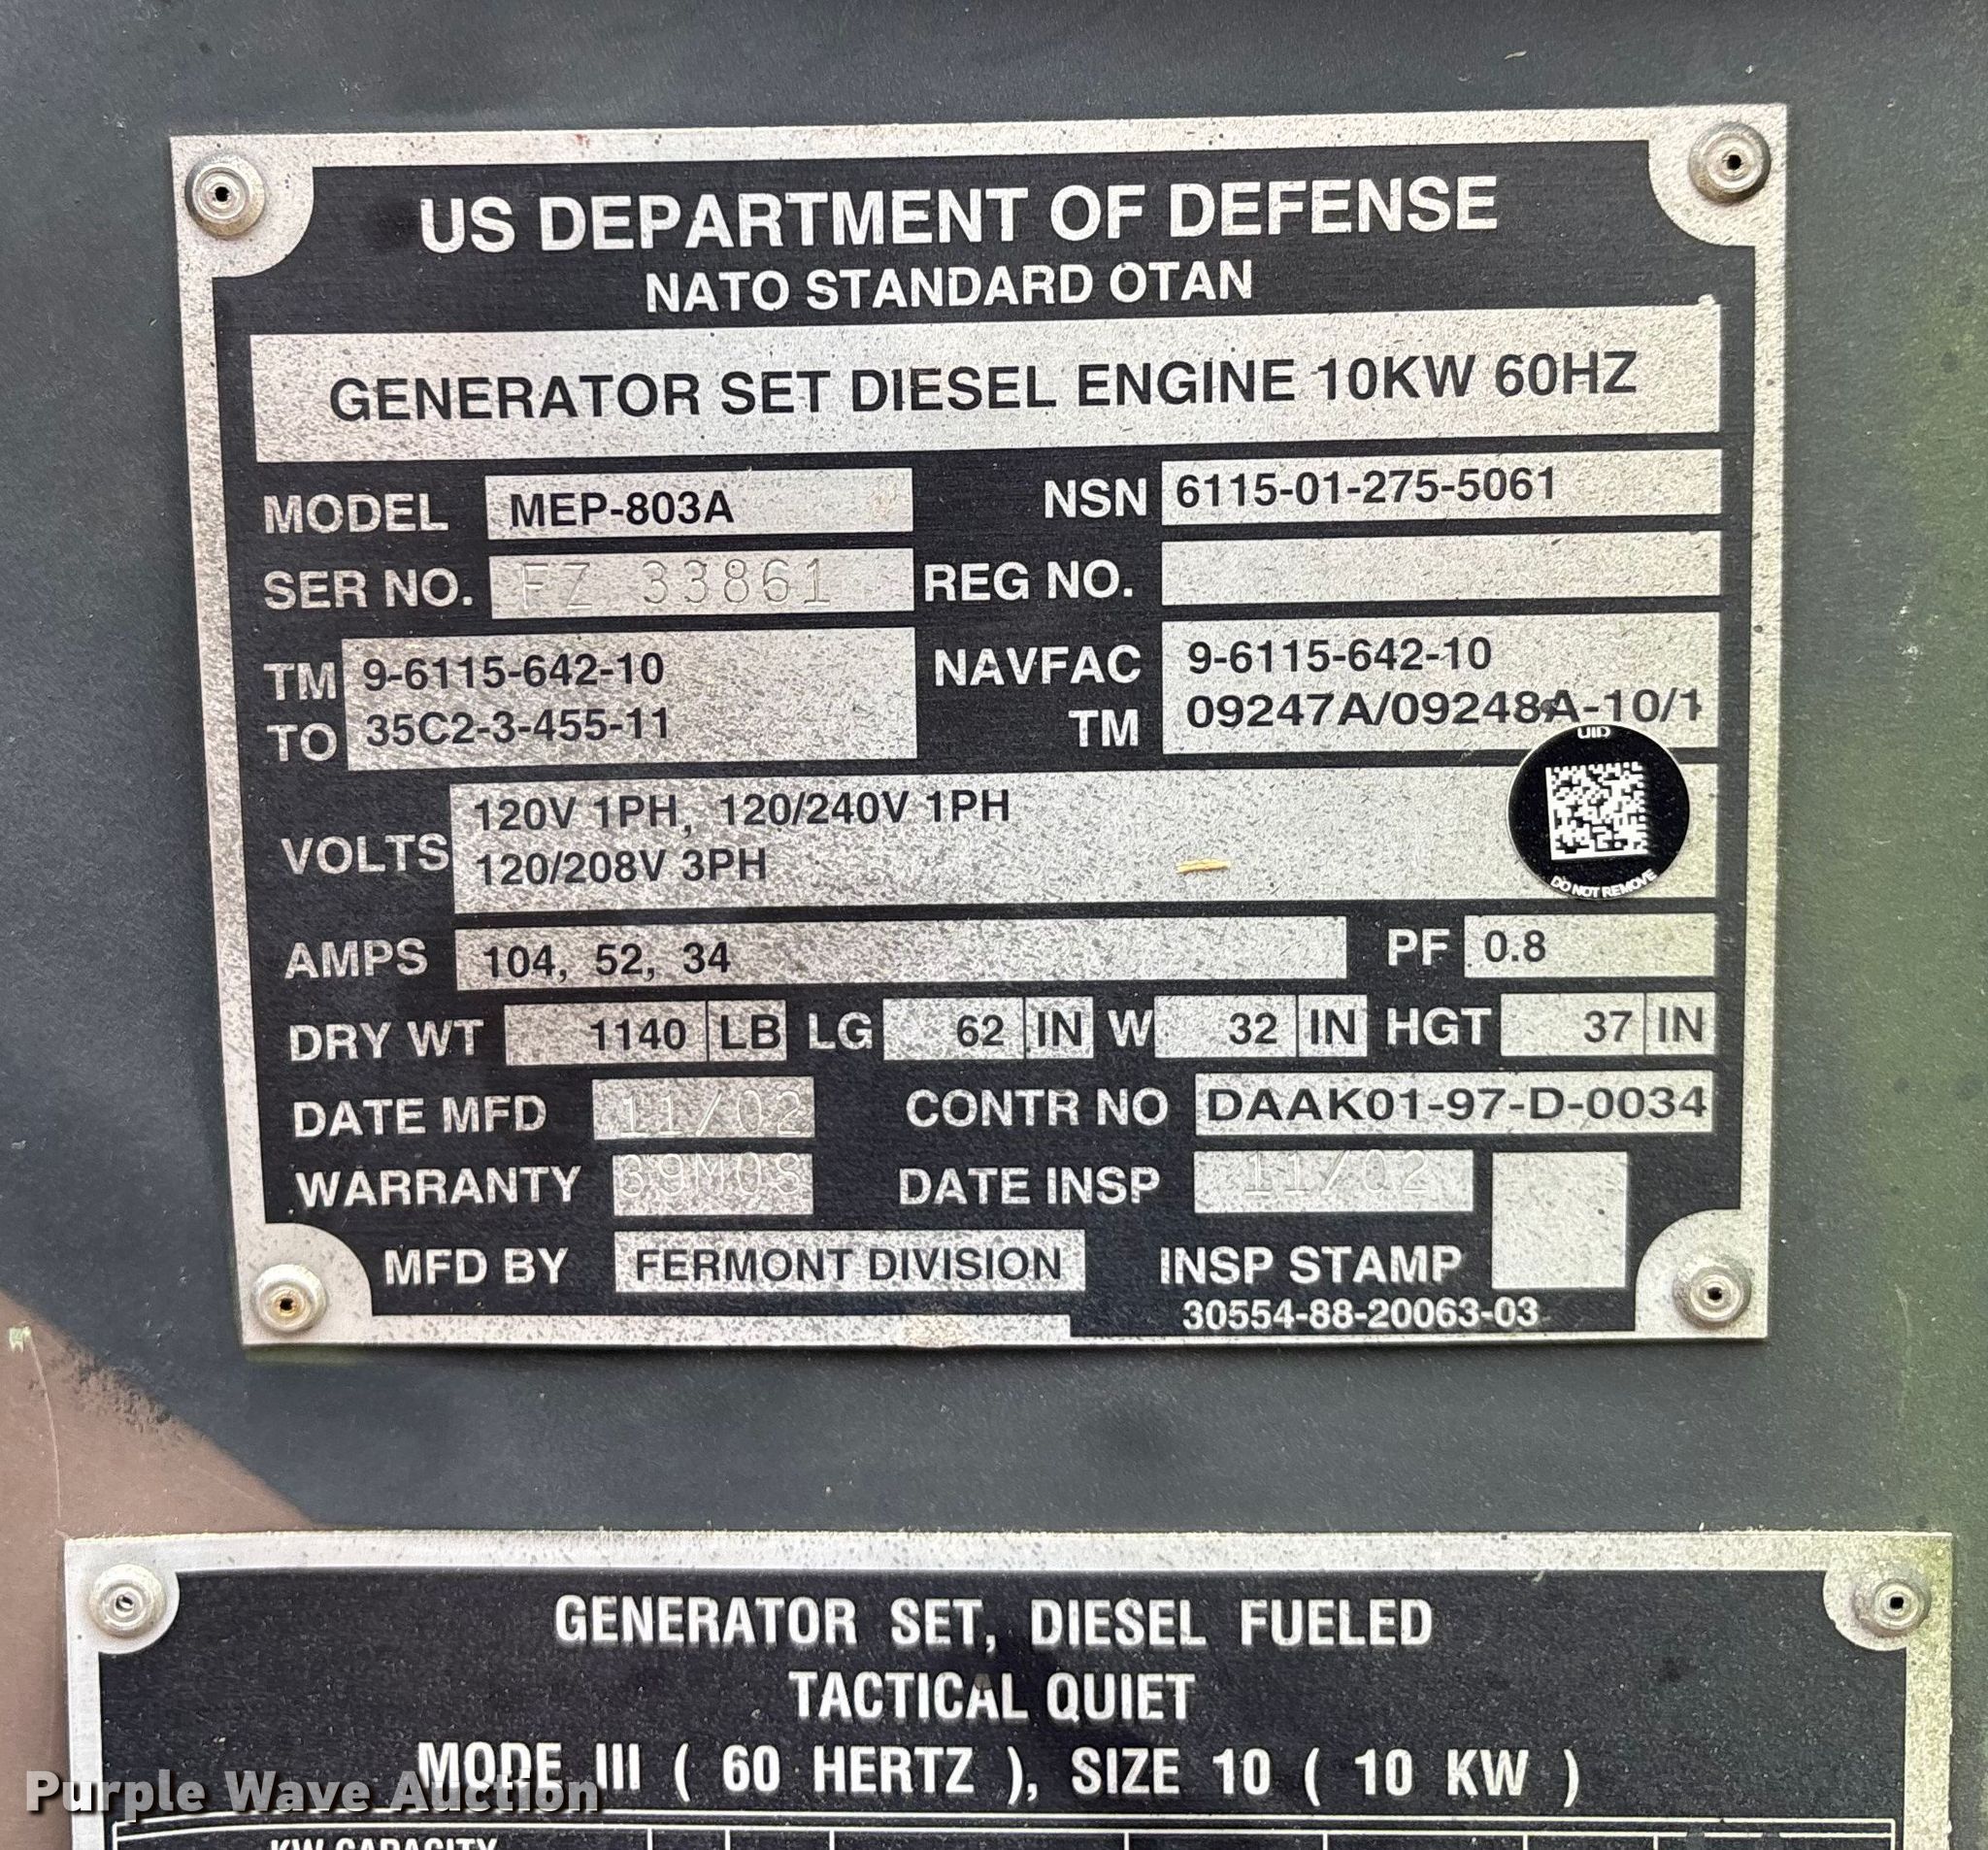 US DEPARTMENT OF DEFENSE
NATO STANDARD OTAN
GENERATOR SET DIESEL ENGINE 10KW 60HZ
MODEL MEP-803A NSN 6115-01-275-5061
SER NO. FZ 33861 REG NO.
TM 9-6115-642-10 NAVFAC 9-6115-642-10
TO 35C2-3-455-11 TM 09247A/09248A-10/1
UID
DO NOT REMOVE
VOLTS 120V 1PH, 120/240V 1PH
120/208V 3PH
AMPS 104, 52, 34 PF 0.8
DRY WT 1140 LB LG 62 IN W 32 IN HGT 37 IN
DATE MFD 11/02 CONTR NO DAAK01-97-D-0034
WARRANTY 39MOS DATE INSP 11/02
MFD BY FERMONT DIVISION INSP STAMP
30554-88-20063-03
GENERATOR SET, DIESEL FUELED
TACTICAL QUIET
MODE III ( 60 HERTZ ), SIZE 10 ( 10 KW )
Purple Wave Auction
KW CAPACITY